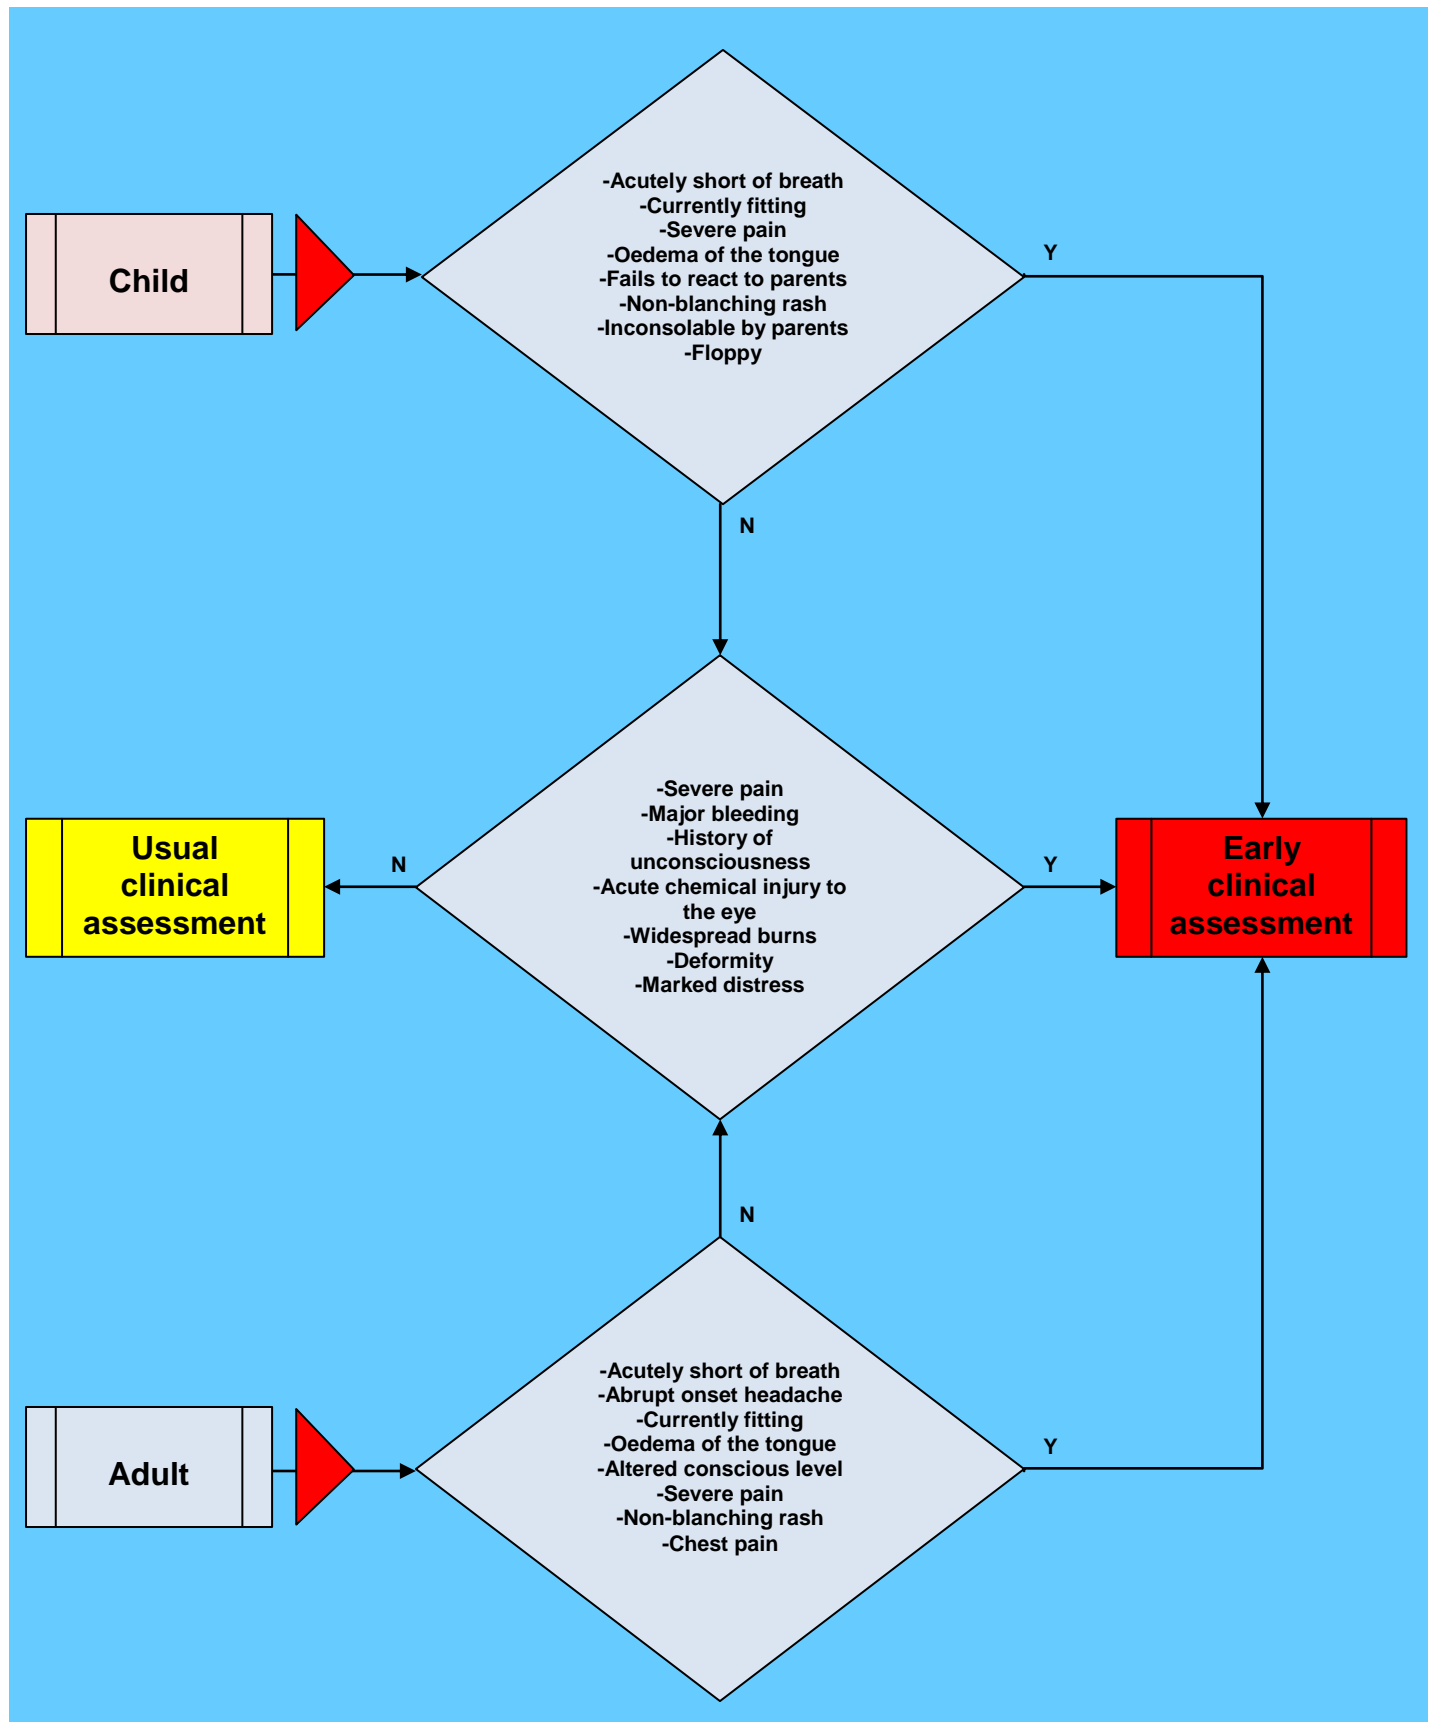 -Acutely short of breath
-Currently fitting
-Severe pain
-Oedema of the tongue
-Fails to react to parents
-Non-blanching rash
-Inconsolable by parents
-Floppy
Child
Y
N
-Severe pain
-Major bleeding
-History of
unconsciousness
-Acute chemical injury to
the eye
-Widespread burns
-Deformity
-Marked distress
Usual
clinical
assessment
N
Y
Early
clinical
assessment
N
-Acutely short of breath
-Abrupt onset headache
-Currently fitting
-Oedema of the tongue
-Altered conscious level
-Severe pain
-Non-blanching rash
-Chest pain
Adult
Y